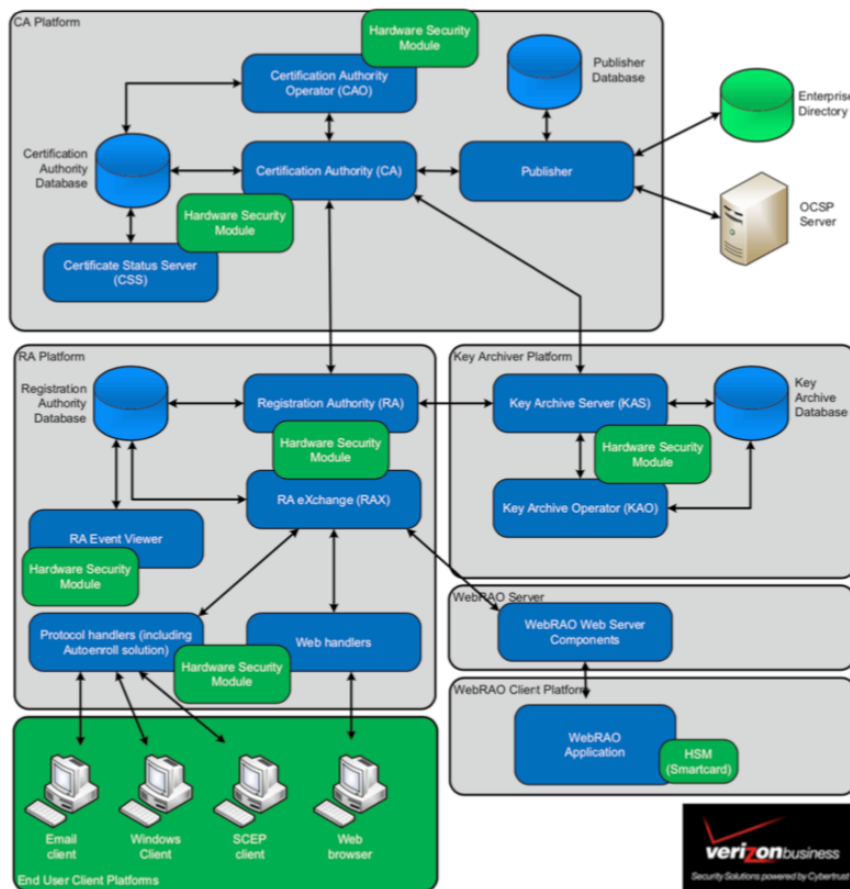 CA Platform
Hardware Security
Module
Certification Authority
Operator (CAO)
Publisher
Database
Enterprise
Directory
Certification
Authority
Database
Certification Authority (CA)
Publisher
Hardware Security
Module
OCSP
Server
Certificate Status Server
(CSS)
RA Platform
Registration
Authority
Database
Registration Authority (RA)
Hardware Security
Module
RA eXchange (RAX)
RA Event Viewer
Hardware Security
Module
Protocol handlers (including
Autoenroll solution)
Web handlers
Hardware Security
Module
Key Archiver Platform
Key Archive Server (KAS)
Key
Archive
Database
Hardware Security
Module
Key Archive Operator (KAO)
WebRAO Server
WebRAO Web Server
Components
WebRAO Client Platform
WebRAO
Application
HSM
(Smartcard)
Email
client
Windows
Client
SCEP
client
Web
browser
End User Client Platforms
verizonbusiness
Security Solutions powered by Cybertrust